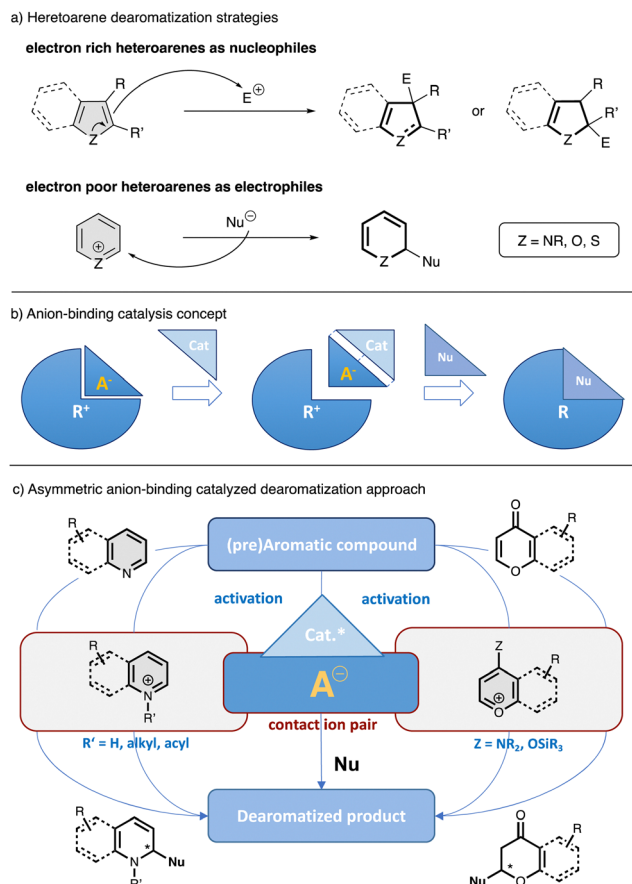 a) Heretoarene dearomatization strategies
electron rich heteroarenes as nucleophiles
R
R'
Z
E⊕
E
R
R'
Z
or
R
R'
Z
E
electron poor heteroarenes as electrophiles
⊕
Z
Nu⊖
Z
Nu
Z = NR, O, S
b) Anion-binding catalysis concept
A-
R+
Cat
Cat
A-
R+
Nu
Nu
R
c) Asymmetric anion-binding catalyzed dearomatization approach
R
N
(pre)Aromatic compound
O
R
O
activation
activation
Cat.*
R
⊕
N
R'
A⊖
Z
R
⊕
O
contact ion pair
R' = H, alkyl, acyl
Z = NR2, OSiR3
Nu
Dearomatized product
R
*
N
Nu
R'
O
R
*
Nu
O